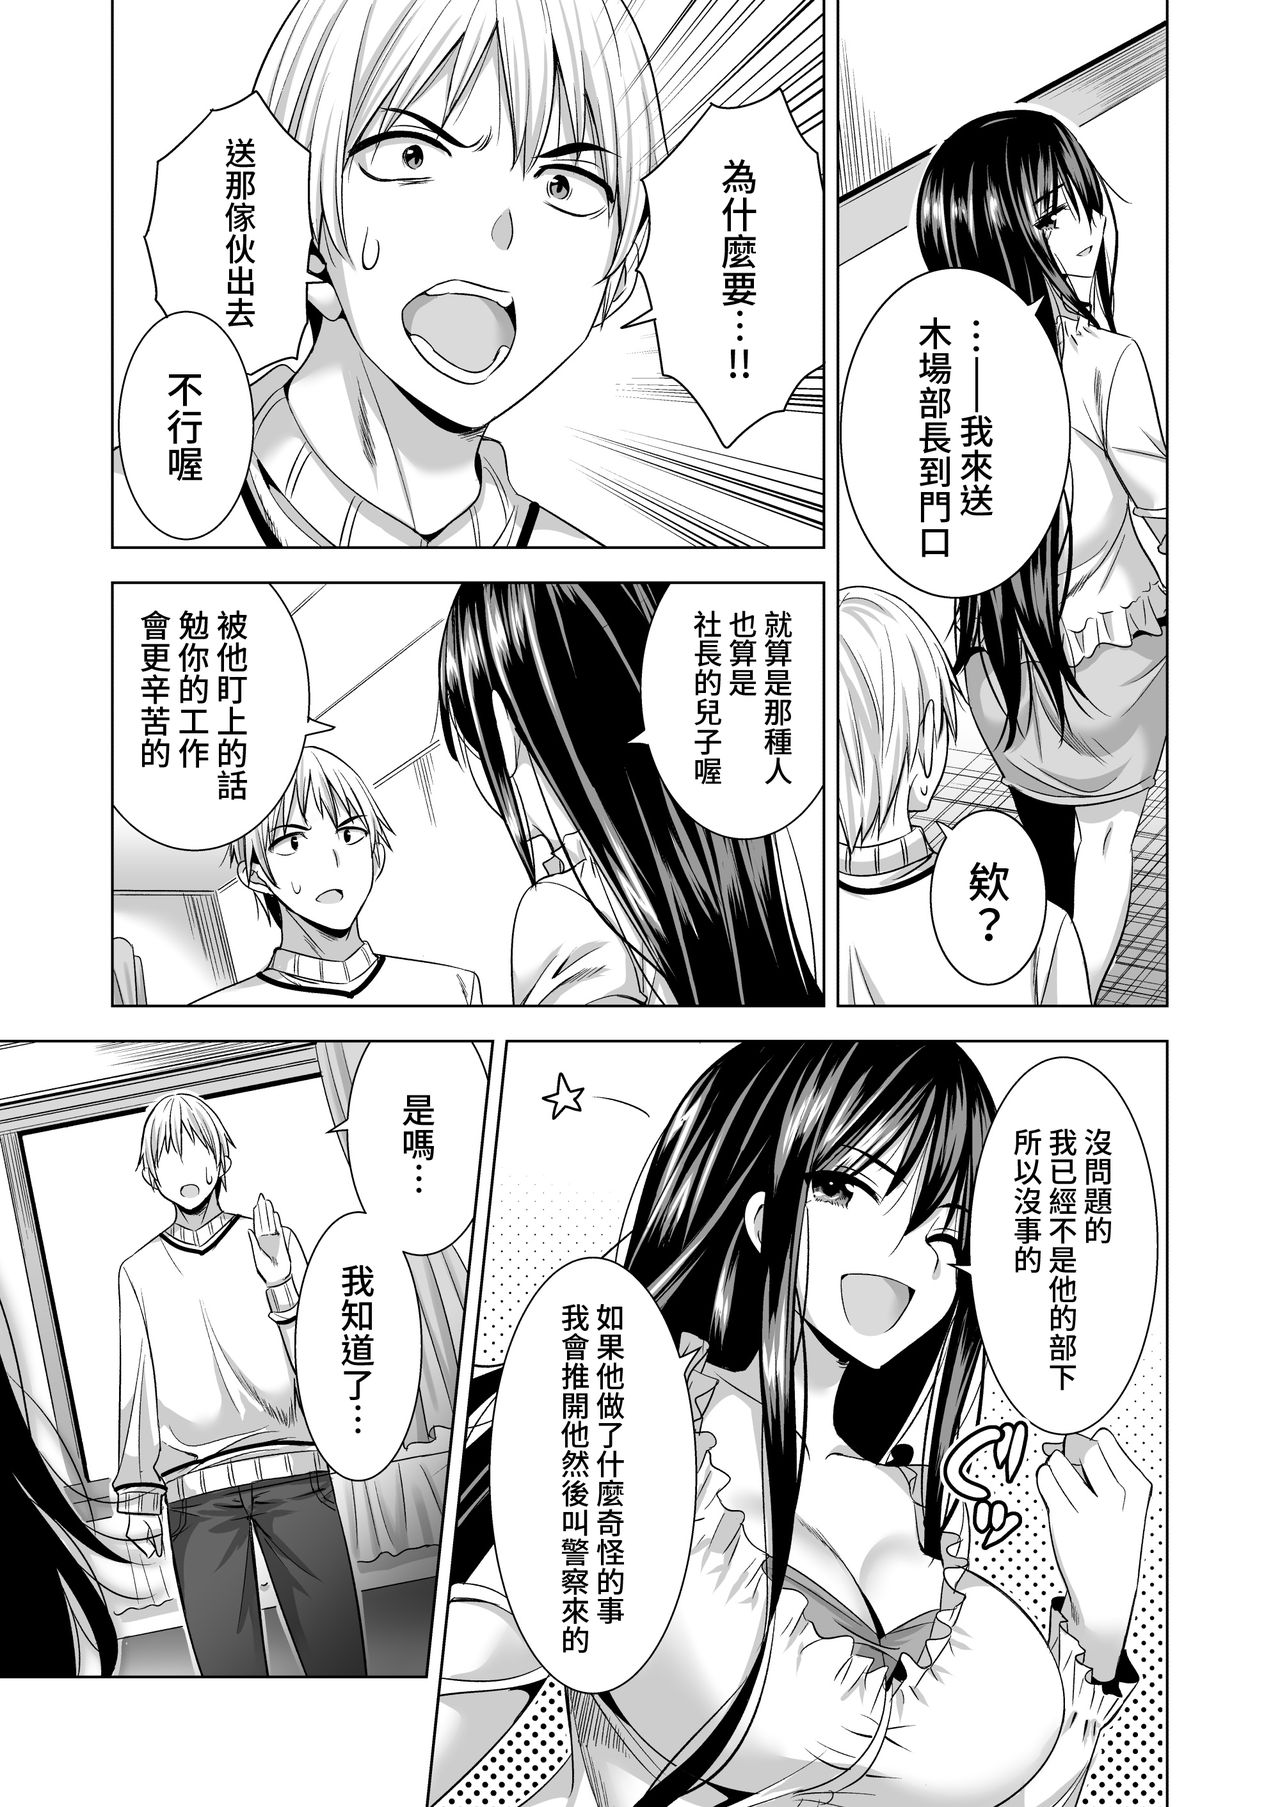 …——我來送
木場部長到門口
欸？
為什麼要…!!
送那傢伙出去
不行喔
就算是那種人
也算是
社長的兒子喔
被他盯上的話
勉你的工作
會更辛苦的
沒問題的
我已經不是他的部下
所以沒事的
グッ
如果他做了什麼奇怪的事
我會推開他然後叫警察來的
是嗎…
我知道了…